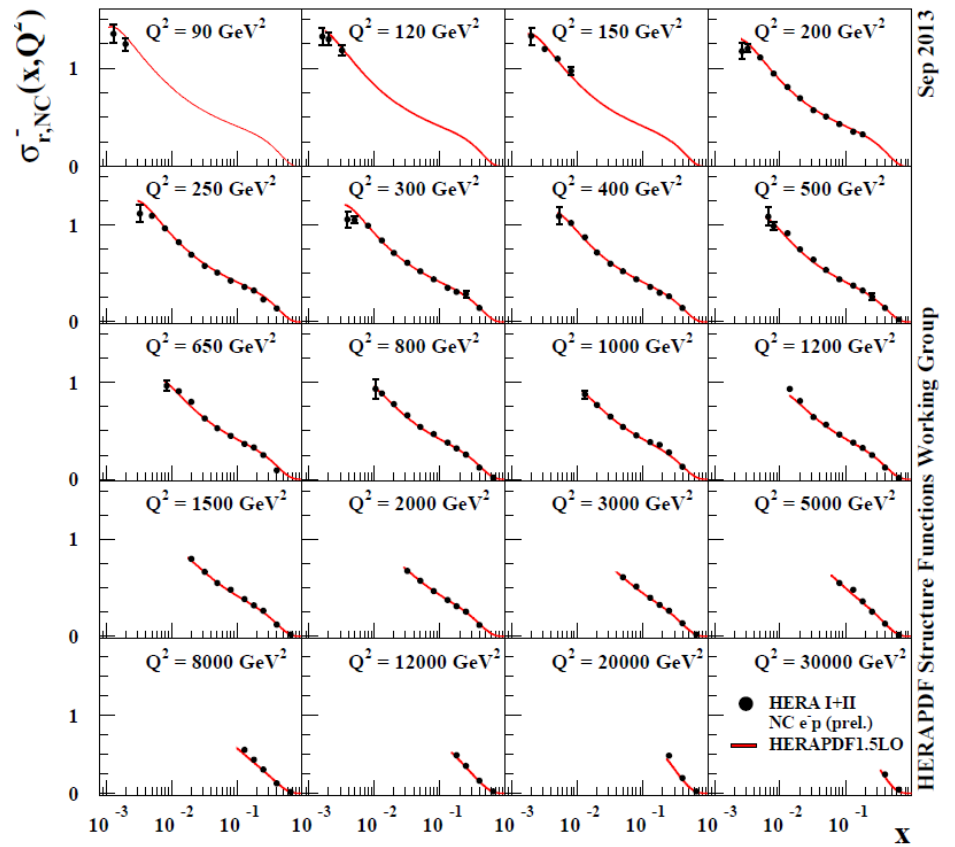 σ⁻r,NC(x,Q²)
Q² = 90 GeV²
Q² = 120 GeV²
Q² = 150 GeV²
Q² = 200 GeV²
1
0
Q² = 250 GeV²
Q² = 300 GeV²
Q² = 400 GeV²
Q² = 500 GeV²
1
0
Q² = 650 GeV²
Q² = 800 GeV²
Q² = 1000 GeV²
Q² = 1200 GeV²
1
0
Q² = 1500 GeV²
Q² = 2000 GeV²
Q² = 3000 GeV²
Q² = 5000 GeV²
1
0
Q² = 8000 GeV²
Q² = 12000 GeV²
Q² = 20000 GeV²
Q² = 30000 GeV²
1
0
HERA I+II
NC e⁻p (prel.)
HERAPDF1.5LO
10⁻³ 10⁻² 10⁻¹ 10⁻³ 10⁻² 10⁻¹ 10⁻³ 10⁻² 10⁻¹ 10⁻³ 10⁻² 10⁻¹
x
HERAPDF Structure Functions Working Group
Sep 2013